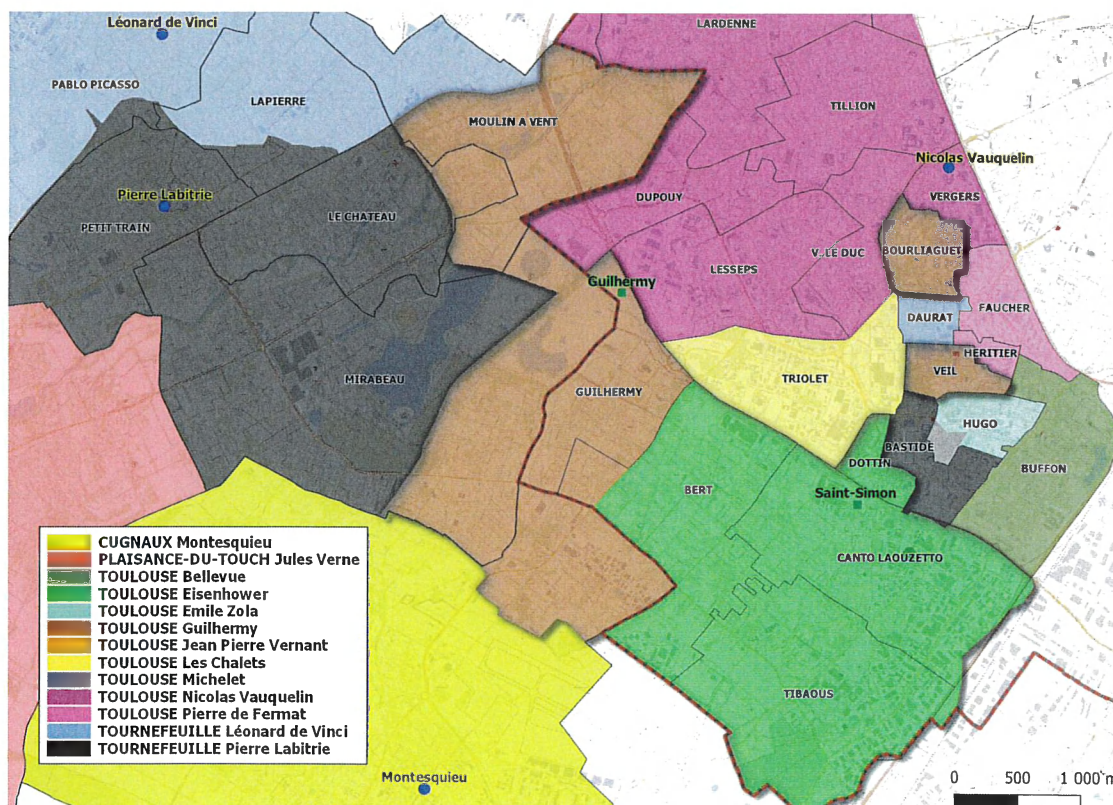 Léonard de Vinci
LARDENNE
PABLO PICASSO
LAPIERRE
TILLION
MOULIN A VENT
Nicolas Vauquelin
Pierre Labitrie
DUPOUY
VERGERS
LE CHATEAU
PETIT TRAIN
BOURLIAGUET
V.LE DUC
LESSEPS
Guilhermy
FAUCHER
DAURAT
HERITIER
MIRABEAU
TRIOLET
VEIL
GUILHERMY
HUGO
BASTIDE
DOTTIN
BUFFON
BERT
Saint-Simon
CANTO LAOUZETTO
TIBAOUS
CUGNAUX Montesquieu
PLAISANCE-DU-TOUCH Jules Verne
TOULOUSE Bellevue
TOULOUSE Eisenhower
TOULOUSE Emile Zola
TOULOUSE Guilhermy
TOULOUSE Jean Pierre Vernant
TOULOUSE Les Chalets
TOULOUSE Michelet
TOULOUSE Nicolas Vauquelin
TOULOUSE Pierre de Fermat
TOURNEFEUILLE Léonard de Vinci
TOURNEFEUILLE Pierre Labitrie
Montesquieu
0 500 1 000 m